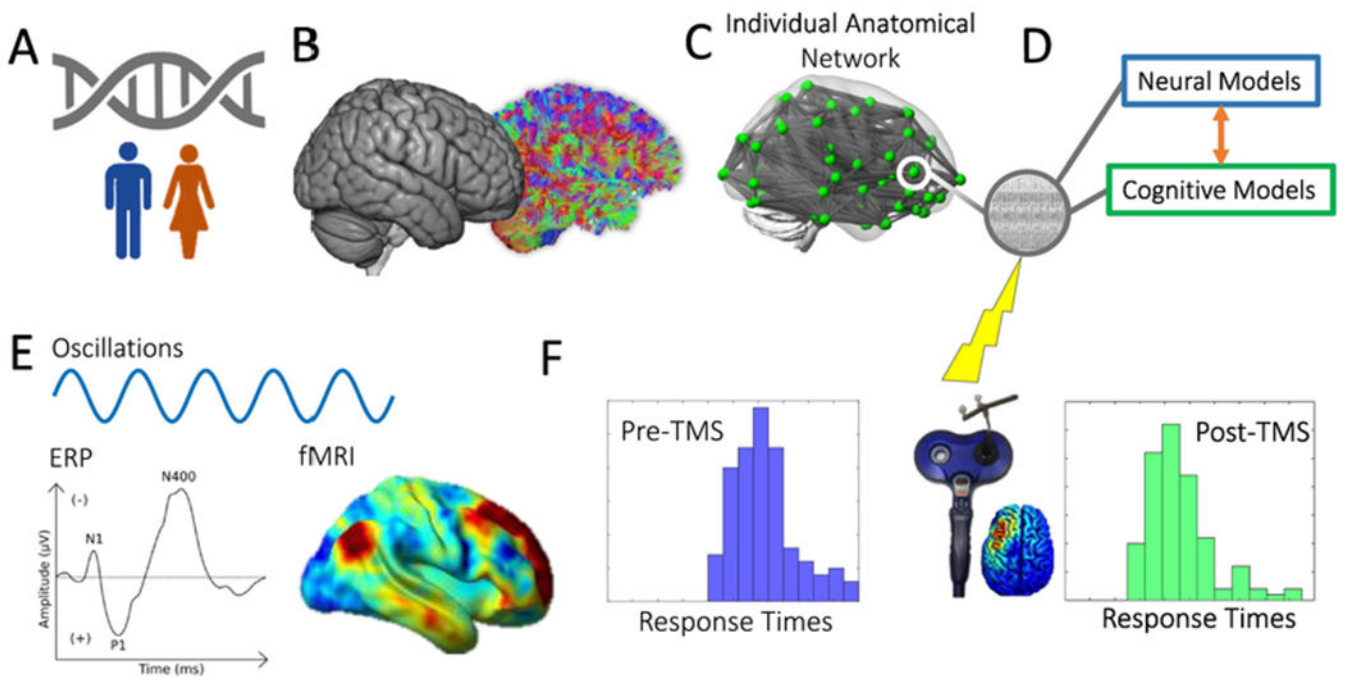 A
B
C
Individual Anatomical
Network
D
Neural Models
Cognitive Models
E
Oscillations
ERP
fMRI
N400
(-)
N1
Amplitude (μV)
(+)
P1
Time (ms)
F
Pre-TMS
Response Times
Post-TMS
Response Times